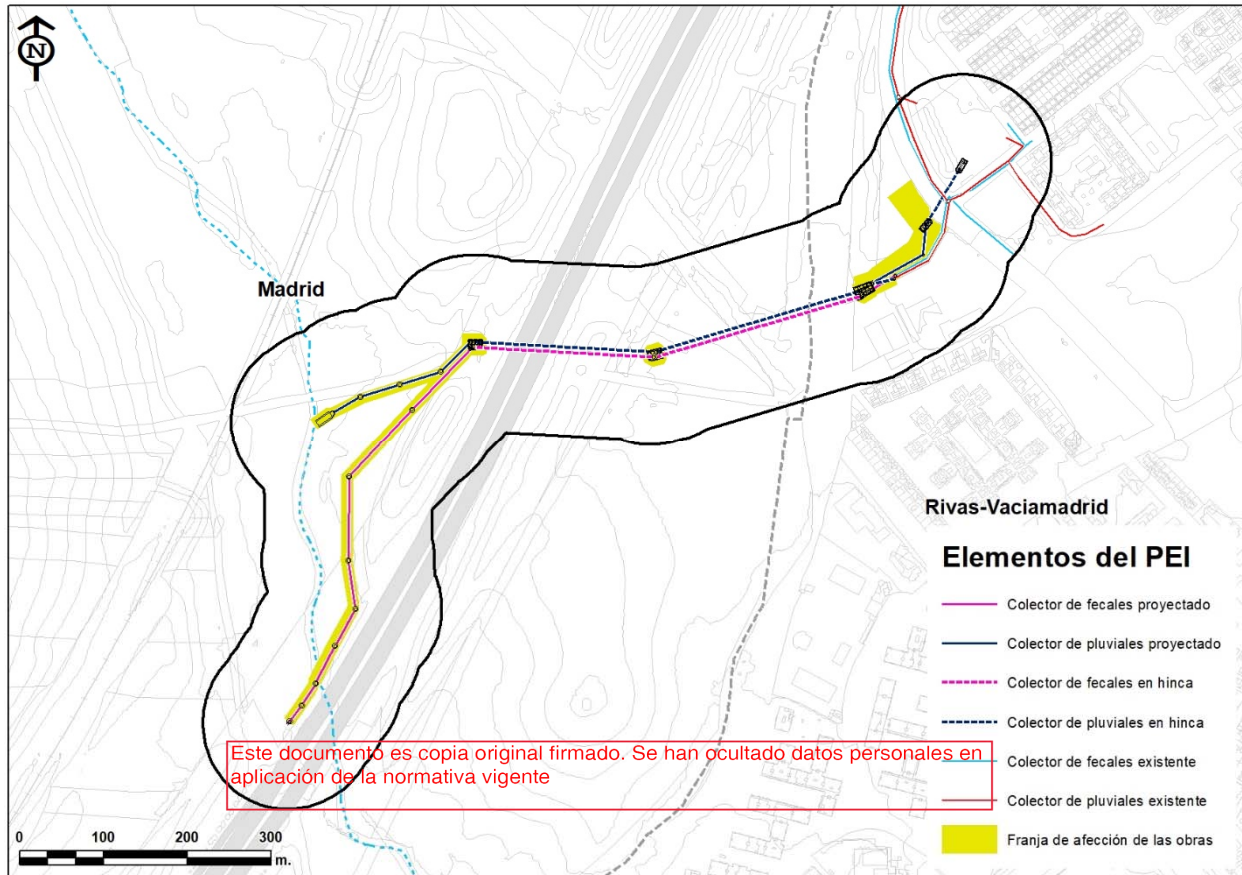 N
Madrid
Rivas-Vaciamadrid
Elementos del PEI
Colector de fecales proyectado
Colector de pluviales proyectado
Colector de fecales en hinca
Colector de pluviales en hinca
Colector de fecales existente
Colector de pluviales existente
Franja de afección de las obras
Este documento es copia original firmado. Se han ocultado datos personales en
aplicación de la normativa vigente
0 100 200 300
m.